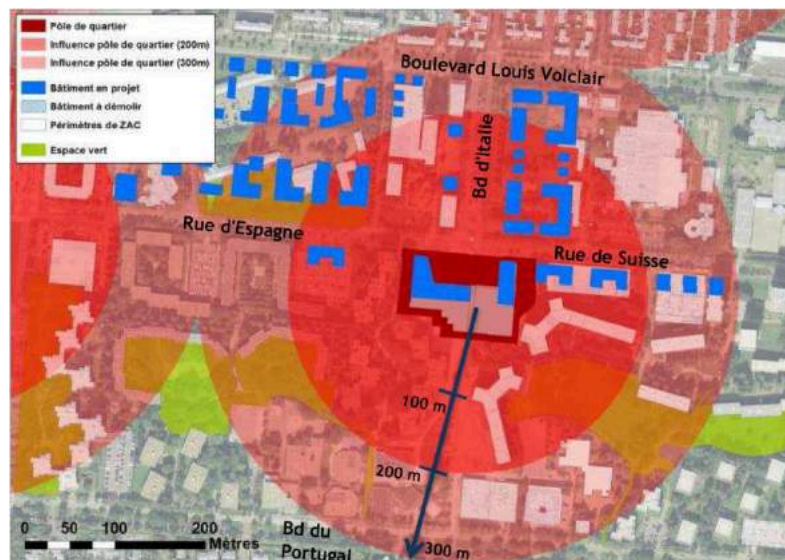 Pôle de quartier
Influence pôle de quartier (200m)
Influence pôle de quartier (300m)
Bâtiment en projet
Bâtiment à démolir
Périmètres de ZAC
Espace vert
Boulevard Louis Volclair
Bd d'Italie
Rue d'Espagne
Rue de Suisse
100 m
200 m
300 m
0 50 100 200
Mètres
Bd du
Portugal